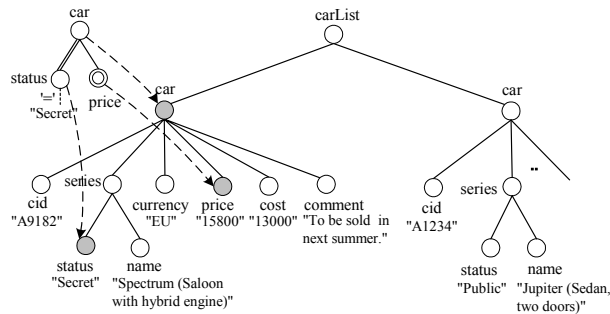 car
carList
status
'='
"Secret"
price
car
car
cid
"A9182"
series
currency
"EU"
price
"15800"
cost
"13000"
comment
"To be sold in
next summer."
cid
"A1234"
series
..
status
"Secret"
name
"Spectrum (Saloon
with hybrid engine)"
status
"Public"
name
"Jupiter (Sedan,
two doors)"